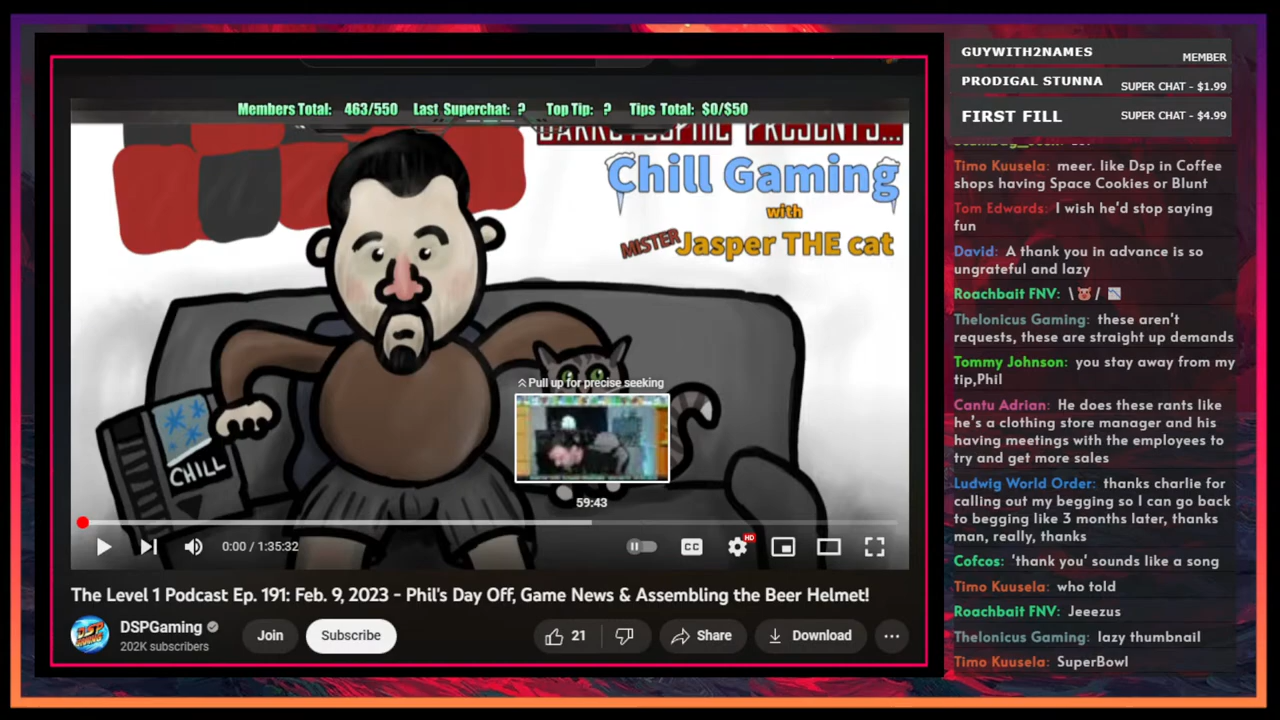 Members Total: 463/550 Last Superchat: ? Top Tip: ? Tips Total: $0/$50
PRESENTS...
Chill Gaming
with
MISTER Jasper THE cat
CHILL
Pull up for precise seeking
59:43
0:00 / 1:35:32
CC
HD
The Level 1 Podcast Ep. 191: Feb. 9, 2023 - Phil's Day Off, Game News & Assembling the Beer Helmet!
DSP
GAMING
DSPGaming
202K subscribers
Join
Subscribe
21
Share
Download
GUYWITH2NAMES
MEMBER
PRODIGAL STUNNA
SUPER CHAT - $1.99
FIRST FILL
SUPER CHAT - $4.99
Timo Kuusela: meer. like Dsp in Coffee
shops having Space Cookies or Blunt
Tom Edwards: I wish he'd stop saying
fun
David: A thank you in advance is so
ungrateful and lazy
Roachbait FNV: \🐷/ 📉
Thelonicus Gaming: these aren't
requests, these are straight up demands
Tommy Johnson: you stay away from my
tip,Phil
Cantu Adrian: He does these rants like
he's a clothing store manager and his
having meetings with the employees to
try and get more sales
Ludwig World Order: thanks charlie for
calling out my begging so I can go back
to begging like 3 months later, thanks
man, really, thanks
Cofcos: 'thank you' sounds like a song
Timo Kuusela: who told
Roachbait FNV: Jeeezus
Thelonicus Gaming: lazy thumbnail
Timo Kuusela: SuperBowl